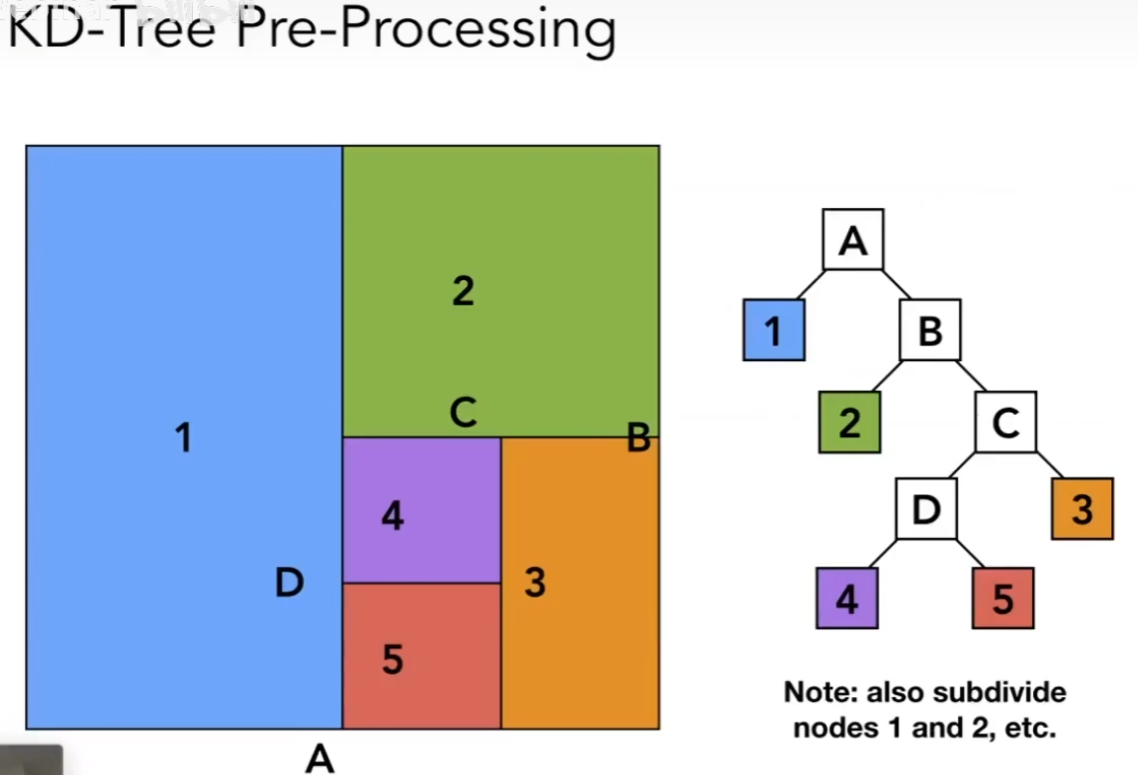 KD-Tree Pre-Processing
A
2
1
B
C
B
1
2
C
4
D
3
D
3
5
4
5
Note: also subdivide
nodes 1 and 2, etc.
A